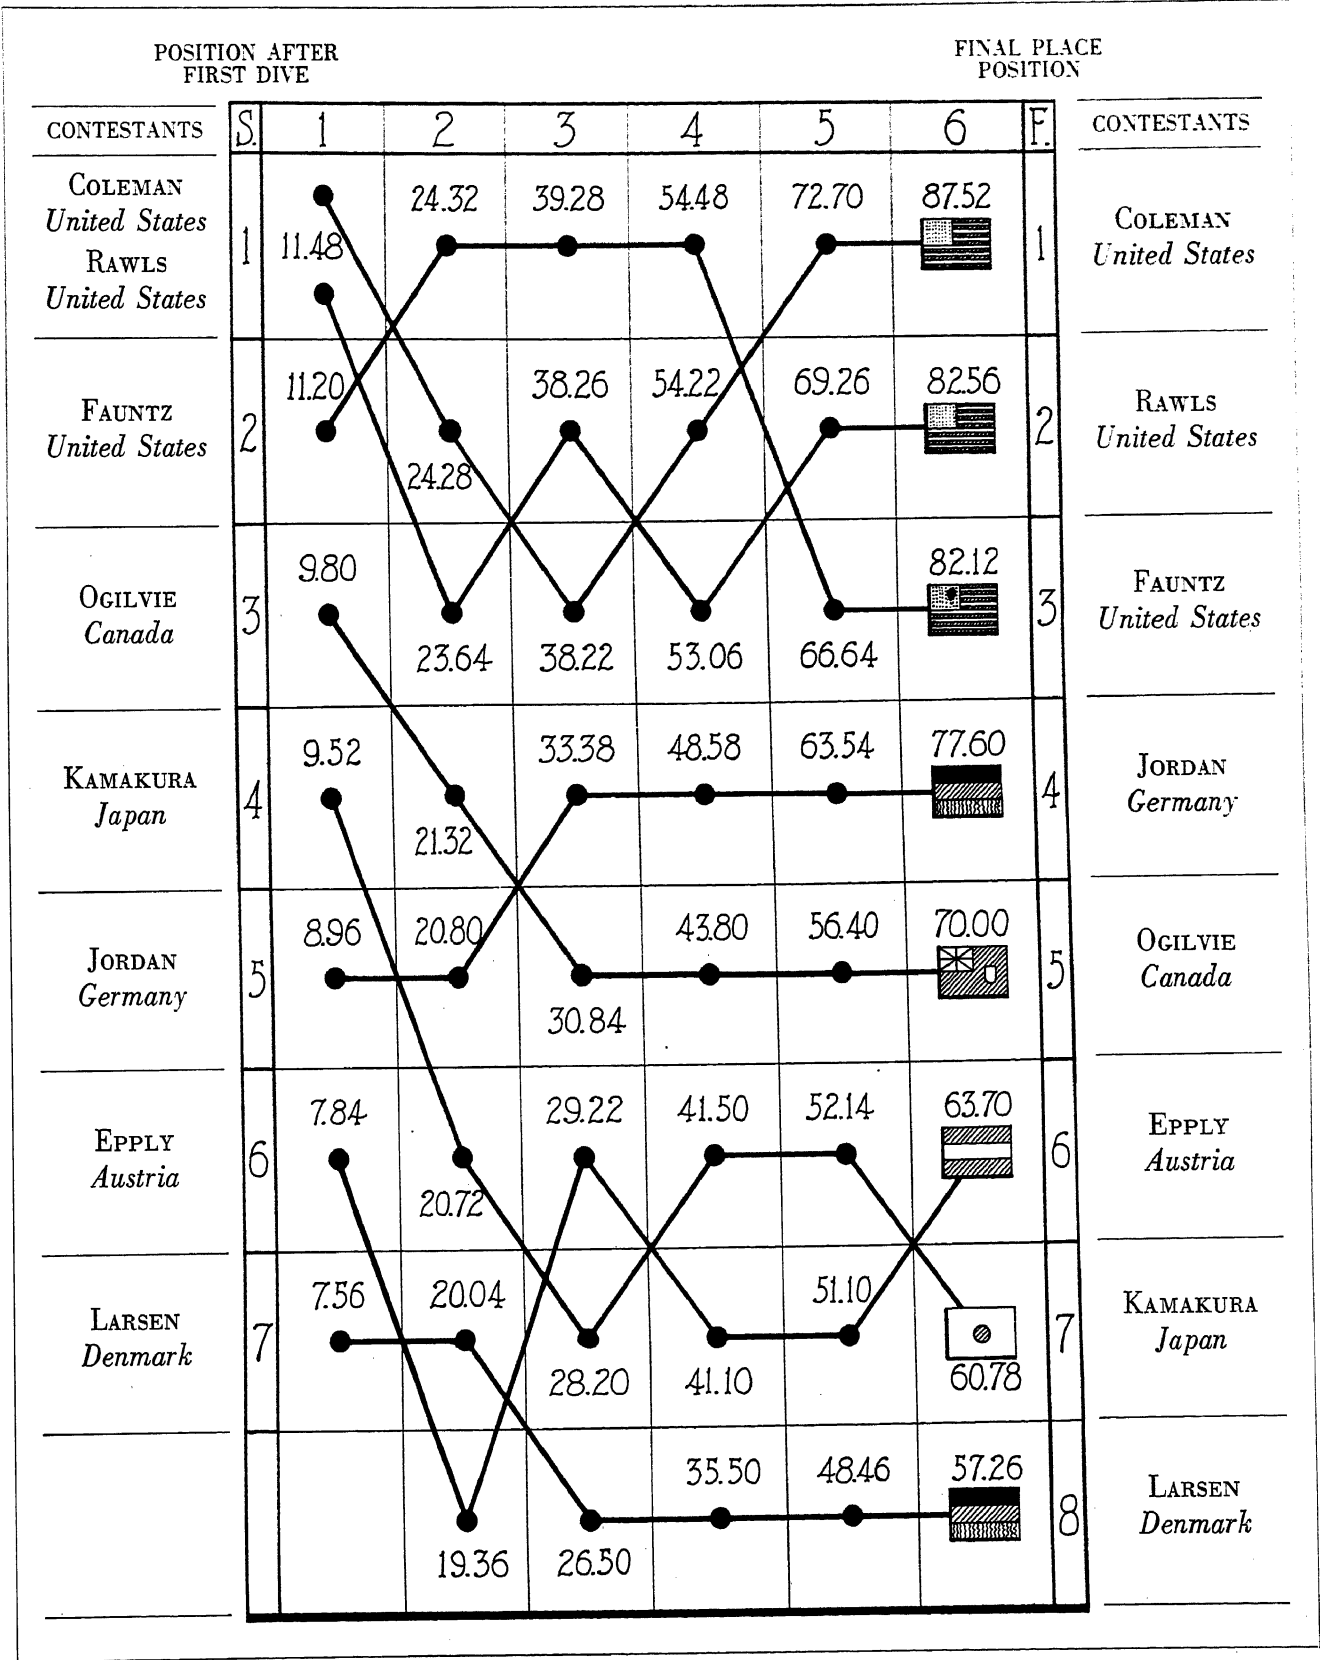 POSITION AFTER
FIRST DIVE
FINAL PLACE
POSITION
CONTESTANTS S. 1 2 3 4 5 6 F. CONTESTANTS
COLEMAN
United States
RAWLS
United States
1
11.48
24.32 39.28 54.48 72.70 87.52
1
COLEMAN
United States
FAUNTZ
United States
2
11.20
24.28
38.26 54.22 69.26 82.56
2
RAWLS
United States
OGILVIE
Canada
3
9.80
23.64 38.22 53.06 66.64
82.12
3
FAUNTZ
United States
KAMAKURA
Japan
4
9.52
21.32
33.38 48.58 63.54 77.60
4
JORDAN
Germany
JORDAN
Germany
5
8.96 20.80
30.84
43.80 56.40 70.00
5
OGILVIE
Canada
EPPLY
Austria
6
7.84
20.72
29.22 41.50 52.14 63.70
6
EPPLY
Austria
LARSEN
Denmark
7
7.56 20.04
28.20 41.10
51.10
60.78
7
KAMAKURA
Japan
19.36 26.50
35.50 48.46 57.26
8
LARSEN
Denmark